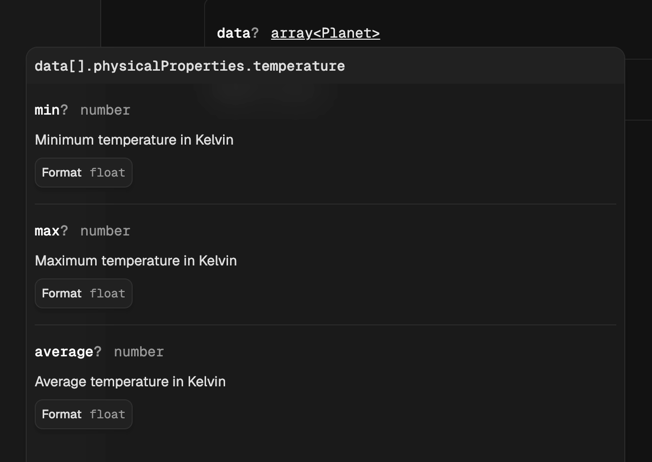 data? array<Planet>
data[].physicalProperties.temperature
min? number
Minimum temperature in Kelvin
Format float
max? number
Maximum temperature in Kelvin
Format float
average? number
Average temperature in Kelvin
Format float